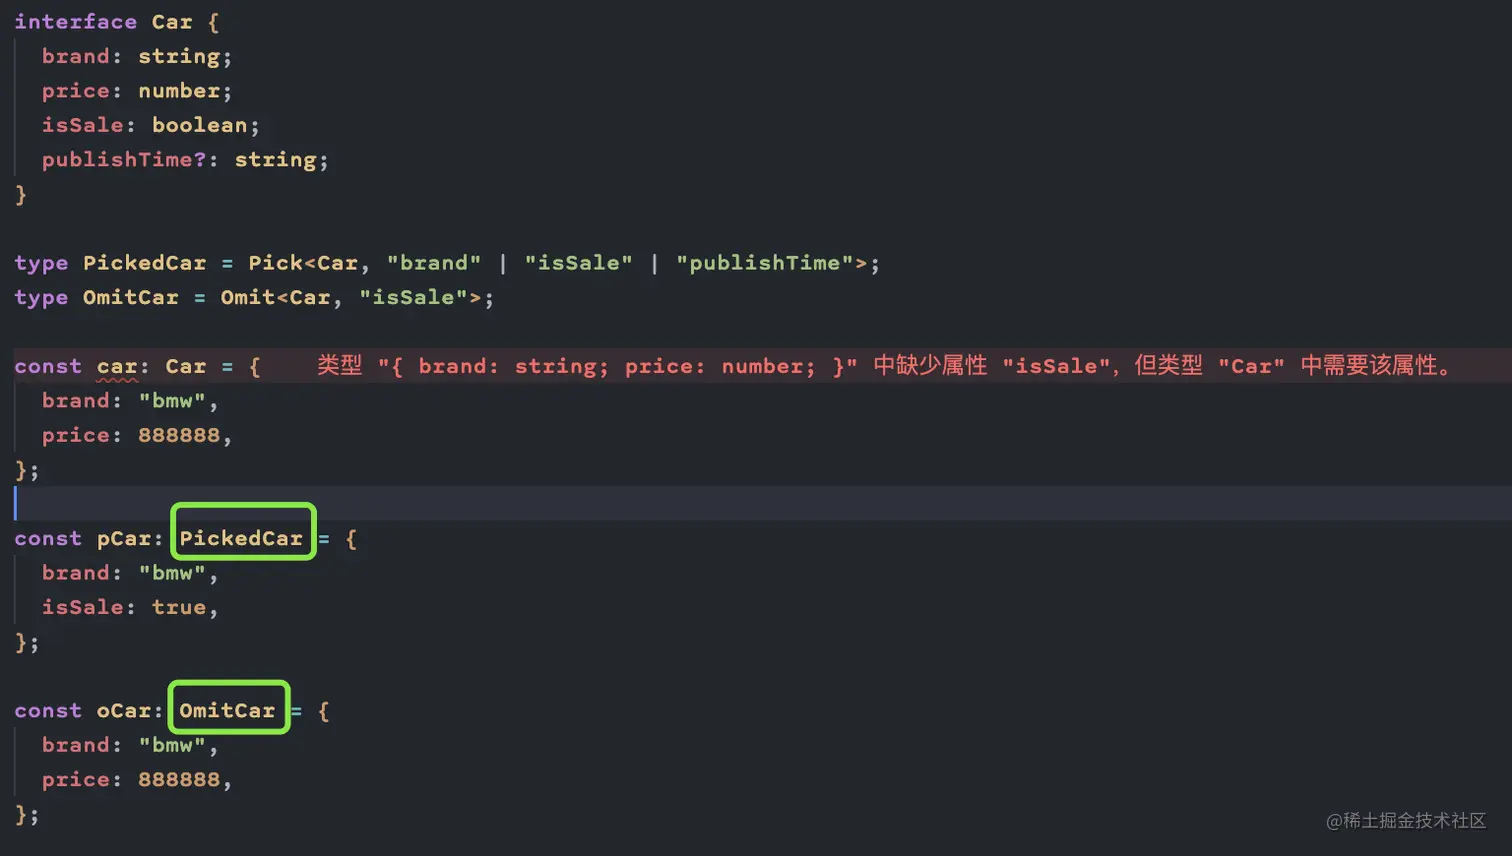 interface Car {
  brand: string;
  price: number;
  isSale: boolean;
  publishTime?: string;
}
type PickedCar = Pick<Car, "brand" | "isSale" | "publishTime">;
type OmitCar = Omit<Car, "isSale">;
const car: Car = {    类型 "{ brand: string; price: number; }" 中缺少属性 "isSale"，但类型 "Car" 中需要该属性。
  brand: "bmw",
  price: 888888,
};
const pCar: PickedCar = {
  brand: "bmw",
  isSale: true,
};
const oCar: OmitCar = {
  brand: "bmw",
  price: 888888,
};
@稀土掘金技术社区